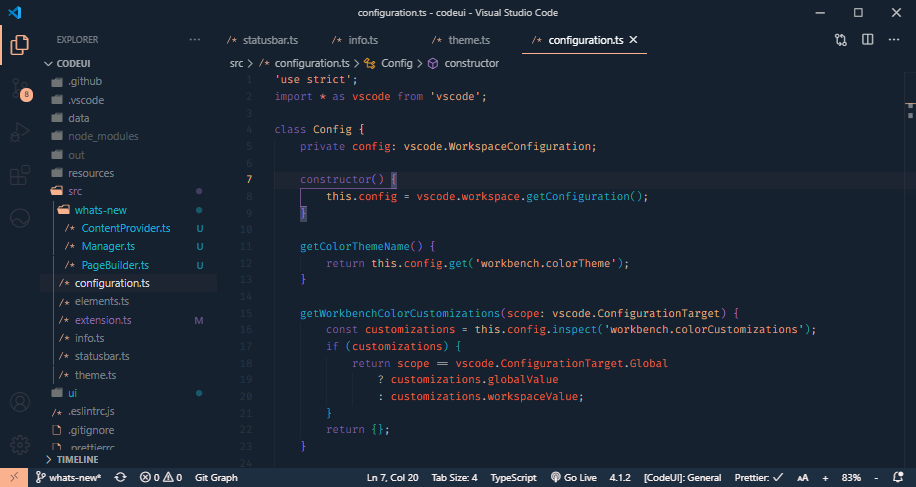 configuration.ts - codeui - Visual Studio Code
EXPLORER
statusbar.ts
info.ts
theme.ts
configuration.ts
CODEUI
src > configuration.ts > Config > constructor
.github
.vscode
data
node_modules
out
resources
src
whats-new
ContentProvider.ts U
Manager.ts U
PageBuilder.ts U
configuration.ts
elements.ts
extension.ts M
info.ts
statusbar.ts
theme.ts
ui
.eslintrc.js
.gitignore
.prettierrc
TIMELINE
8
1 'use strict';
2 import * as vscode from 'vscode';
3
4 class Config {
5 private config: vscode.WorkspaceConfiguration;
6
7 constructor() {
8 this.config = vscode.workspace.getConfiguration();
9 }
10
11 getColorThemeName() {
12 return this.config.get('workbench.colorTheme');
13 }
14
15 getWorkbenchColorCustomizations(scope: vscode.ConfigurationTarget) {
16 const customizations = this.config.inspect('workbench.colorCustomizations');
17 if (customizations) {
18 return scope == vscode.ConfigurationTarget.Global
19 ? customizations.globalValue
20 : customizations.workspaceValue;
21 }
22 return {};
23 }
24
whats-new* 0 0 Git Graph Ln 7, Col 20 Tab Size: 4 TypeScript Go Live 4.1.2 [CodeUI]: General Prettier: ✓ AA + 83% -